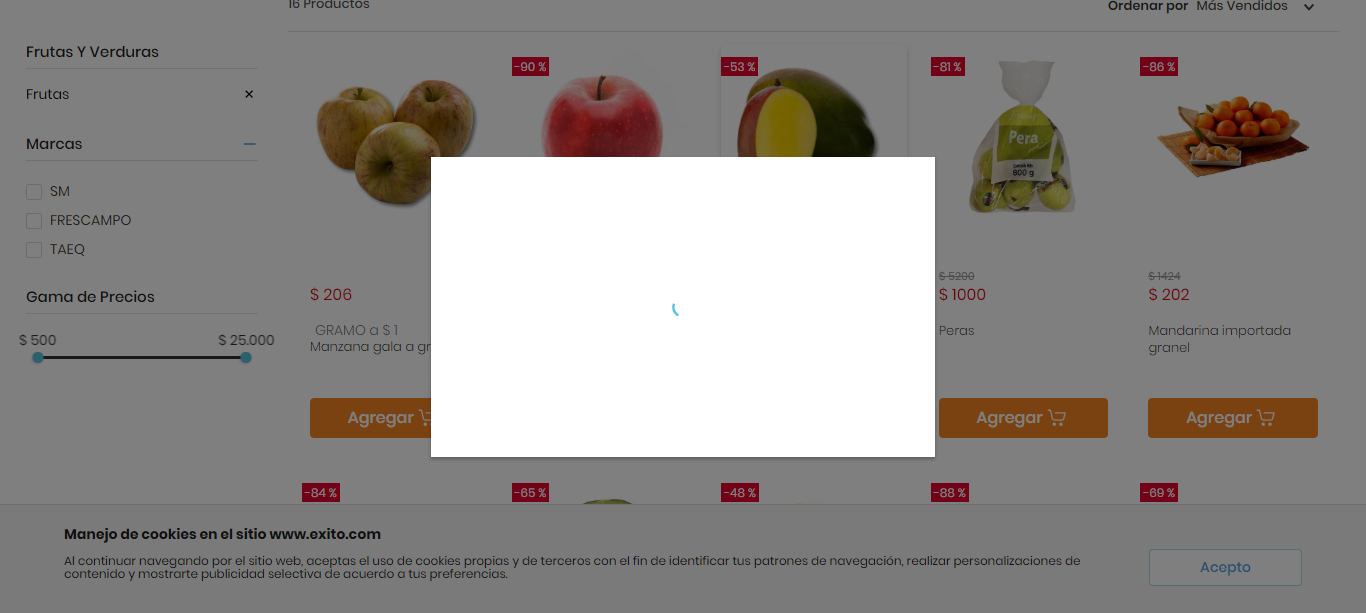 16 Productos
Ordenar por Más Vendidos
Frutas Y Verduras
Frutas
Marcas
SM
FRESCAMPO
TAEQ
Gama de Precios
$ 500
$ 25.000
-90 %
-53 %
-81 %
-86 %
Pera
800 g
$ 206
GRAMO a $ 1
Manzana gala a gr
Agregar
$ 5200
$ 1000
Peras
Agregar
$ 1424
$ 202
Mandarina importada
granel
Agregar
-84 %
-65 %
-48 %
-88 %
-69 %
Manejo de cookies en el sitio www.exito.com
Al continuar navegando por el sitio web, aceptas el uso de cookies propias y de terceros con el fin de identificar tus patrones de navegación, realizar personalizaciones de
contenido y mostrarte publicidad selectiva de acuerdo a tus preferencias.
Acepto